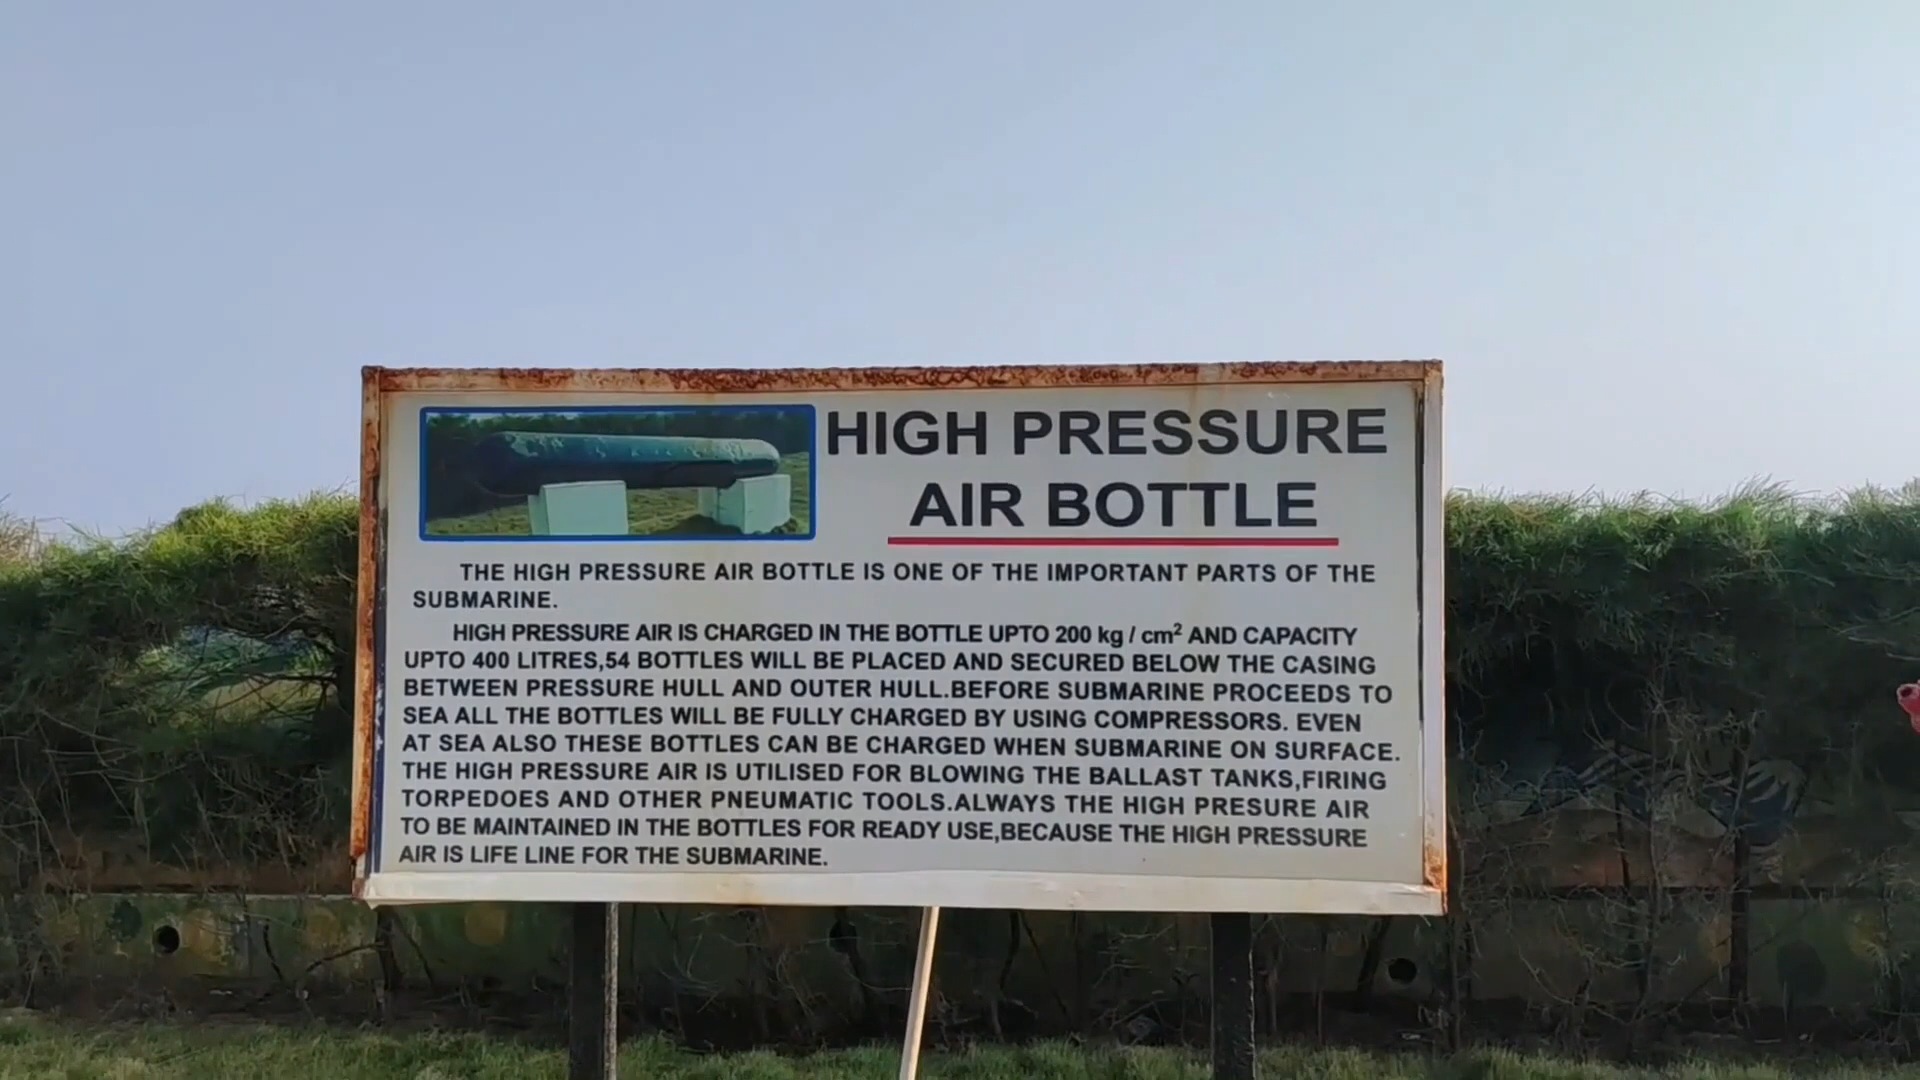 HIGH PRESSURE
AIR BOTTLE
THE HIGH PRESSURE AIR BOTTLE IS ONE OF THE IMPORTANT PARTS OF THE
SUBMARINE.
HIGH PRESSURE AIR IS CHARGED IN THE BOTTLE UPTO 200 kg / cm² AND CAPACITY
UPTO 400 LITRES,54 BOTTLES WILL BE PLACED AND SECURED BELOW THE CASING
BETWEEN PRESSURE HULL AND OUTER HULL.BEFORE SUBMARINE PROCEEDS TO
SEA ALL THE BOTTLES WILL BE FULLY CHARGED BY USING COMPRESSORS. EVEN
AT SEA ALSO THESE BOTTLES CAN BE CHARGED WHEN SUBMARINE ON SURFACE.
THE HIGH PRESSURE AIR IS UTILISED FOR BLOWING THE BALLAST TANKS,FIRING
TORPEDOES AND OTHER PNEUMATIC TOOLS.ALWAYS THE HIGH PRESURE AIR
TO BE MAINTAINED IN THE BOTTLES FOR READY USE,BECAUSE THE HIGH PRESSURE
AIR IS LIFE LINE FOR THE SUBMARINE.